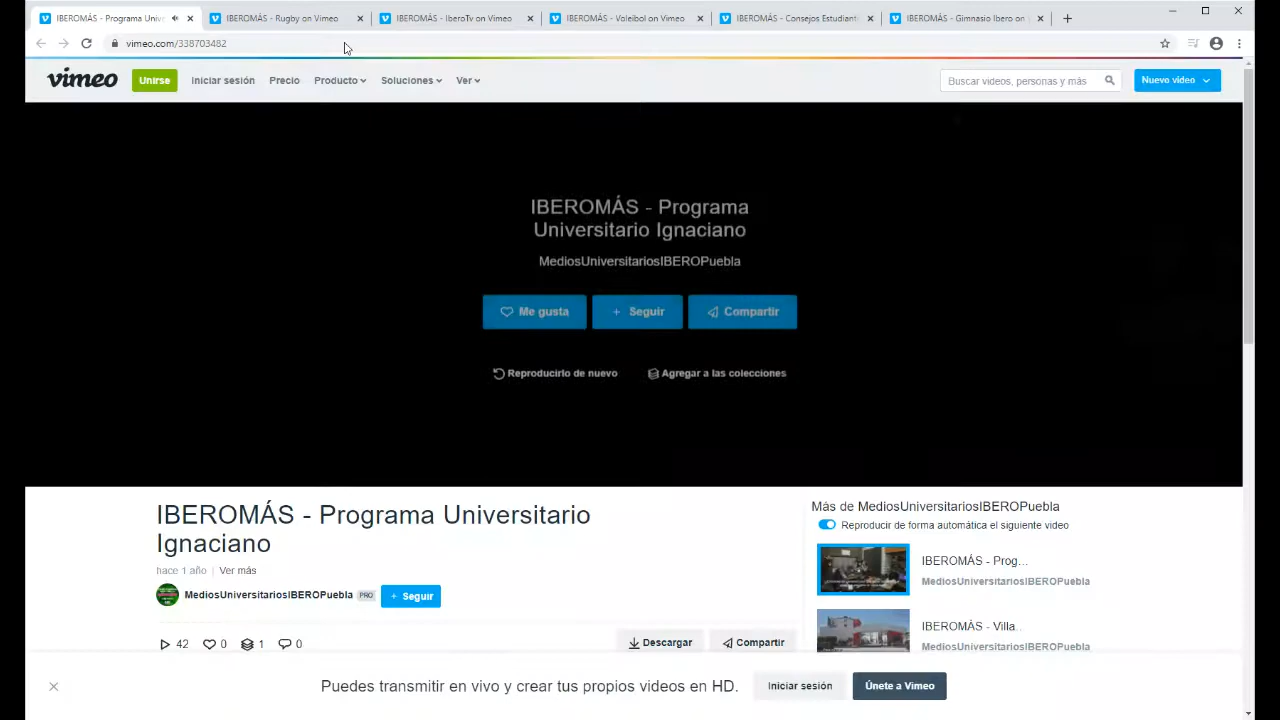 IBEROMÁS - Programa Univer
IBEROMÁS - Rugby on Vimeo
IBEROMÁS - IberoTv on Vimeo
IBEROMÁS - Voleibol on Vimeo
IBEROMÁS - Consejos Estudianti
IBEROMÁS - Gimnasio Ibero on
vimeo.com/338703482
vimeo
Unirse
Iniciar sesión
Precio
Producto
Soluciones
Ver
Buscar videos, personas y más
Nuevo video
IBEROMÁS - Programa
Universitario Ignaciano
MediosUniversitariosIBEROPuebla
Me gusta
+ Seguir
Compartir
Reproducirlo de nuevo
Agregar a las colecciones
IBEROMÁS - Programa Universitario
Ignaciano
hace 1 año | Ver más
MediosUniversitariosIBEROPuebla PRO
+ Seguir
42
0
1
0
Descargar
Compartir
Más de MediosUniversitariosIBEROPuebla
Reproducir de forma automática el siguiente video
IBEROMÁS - Prog...
MediosUniversitariosIBEROPuebla
IBEROMÁS - Villa...
MediosUniversitariosIBEROPuebla
Puedes transmitir en vivo y crear tus propios videos en HD.
Iniciar sesión
Únete a Vimeo